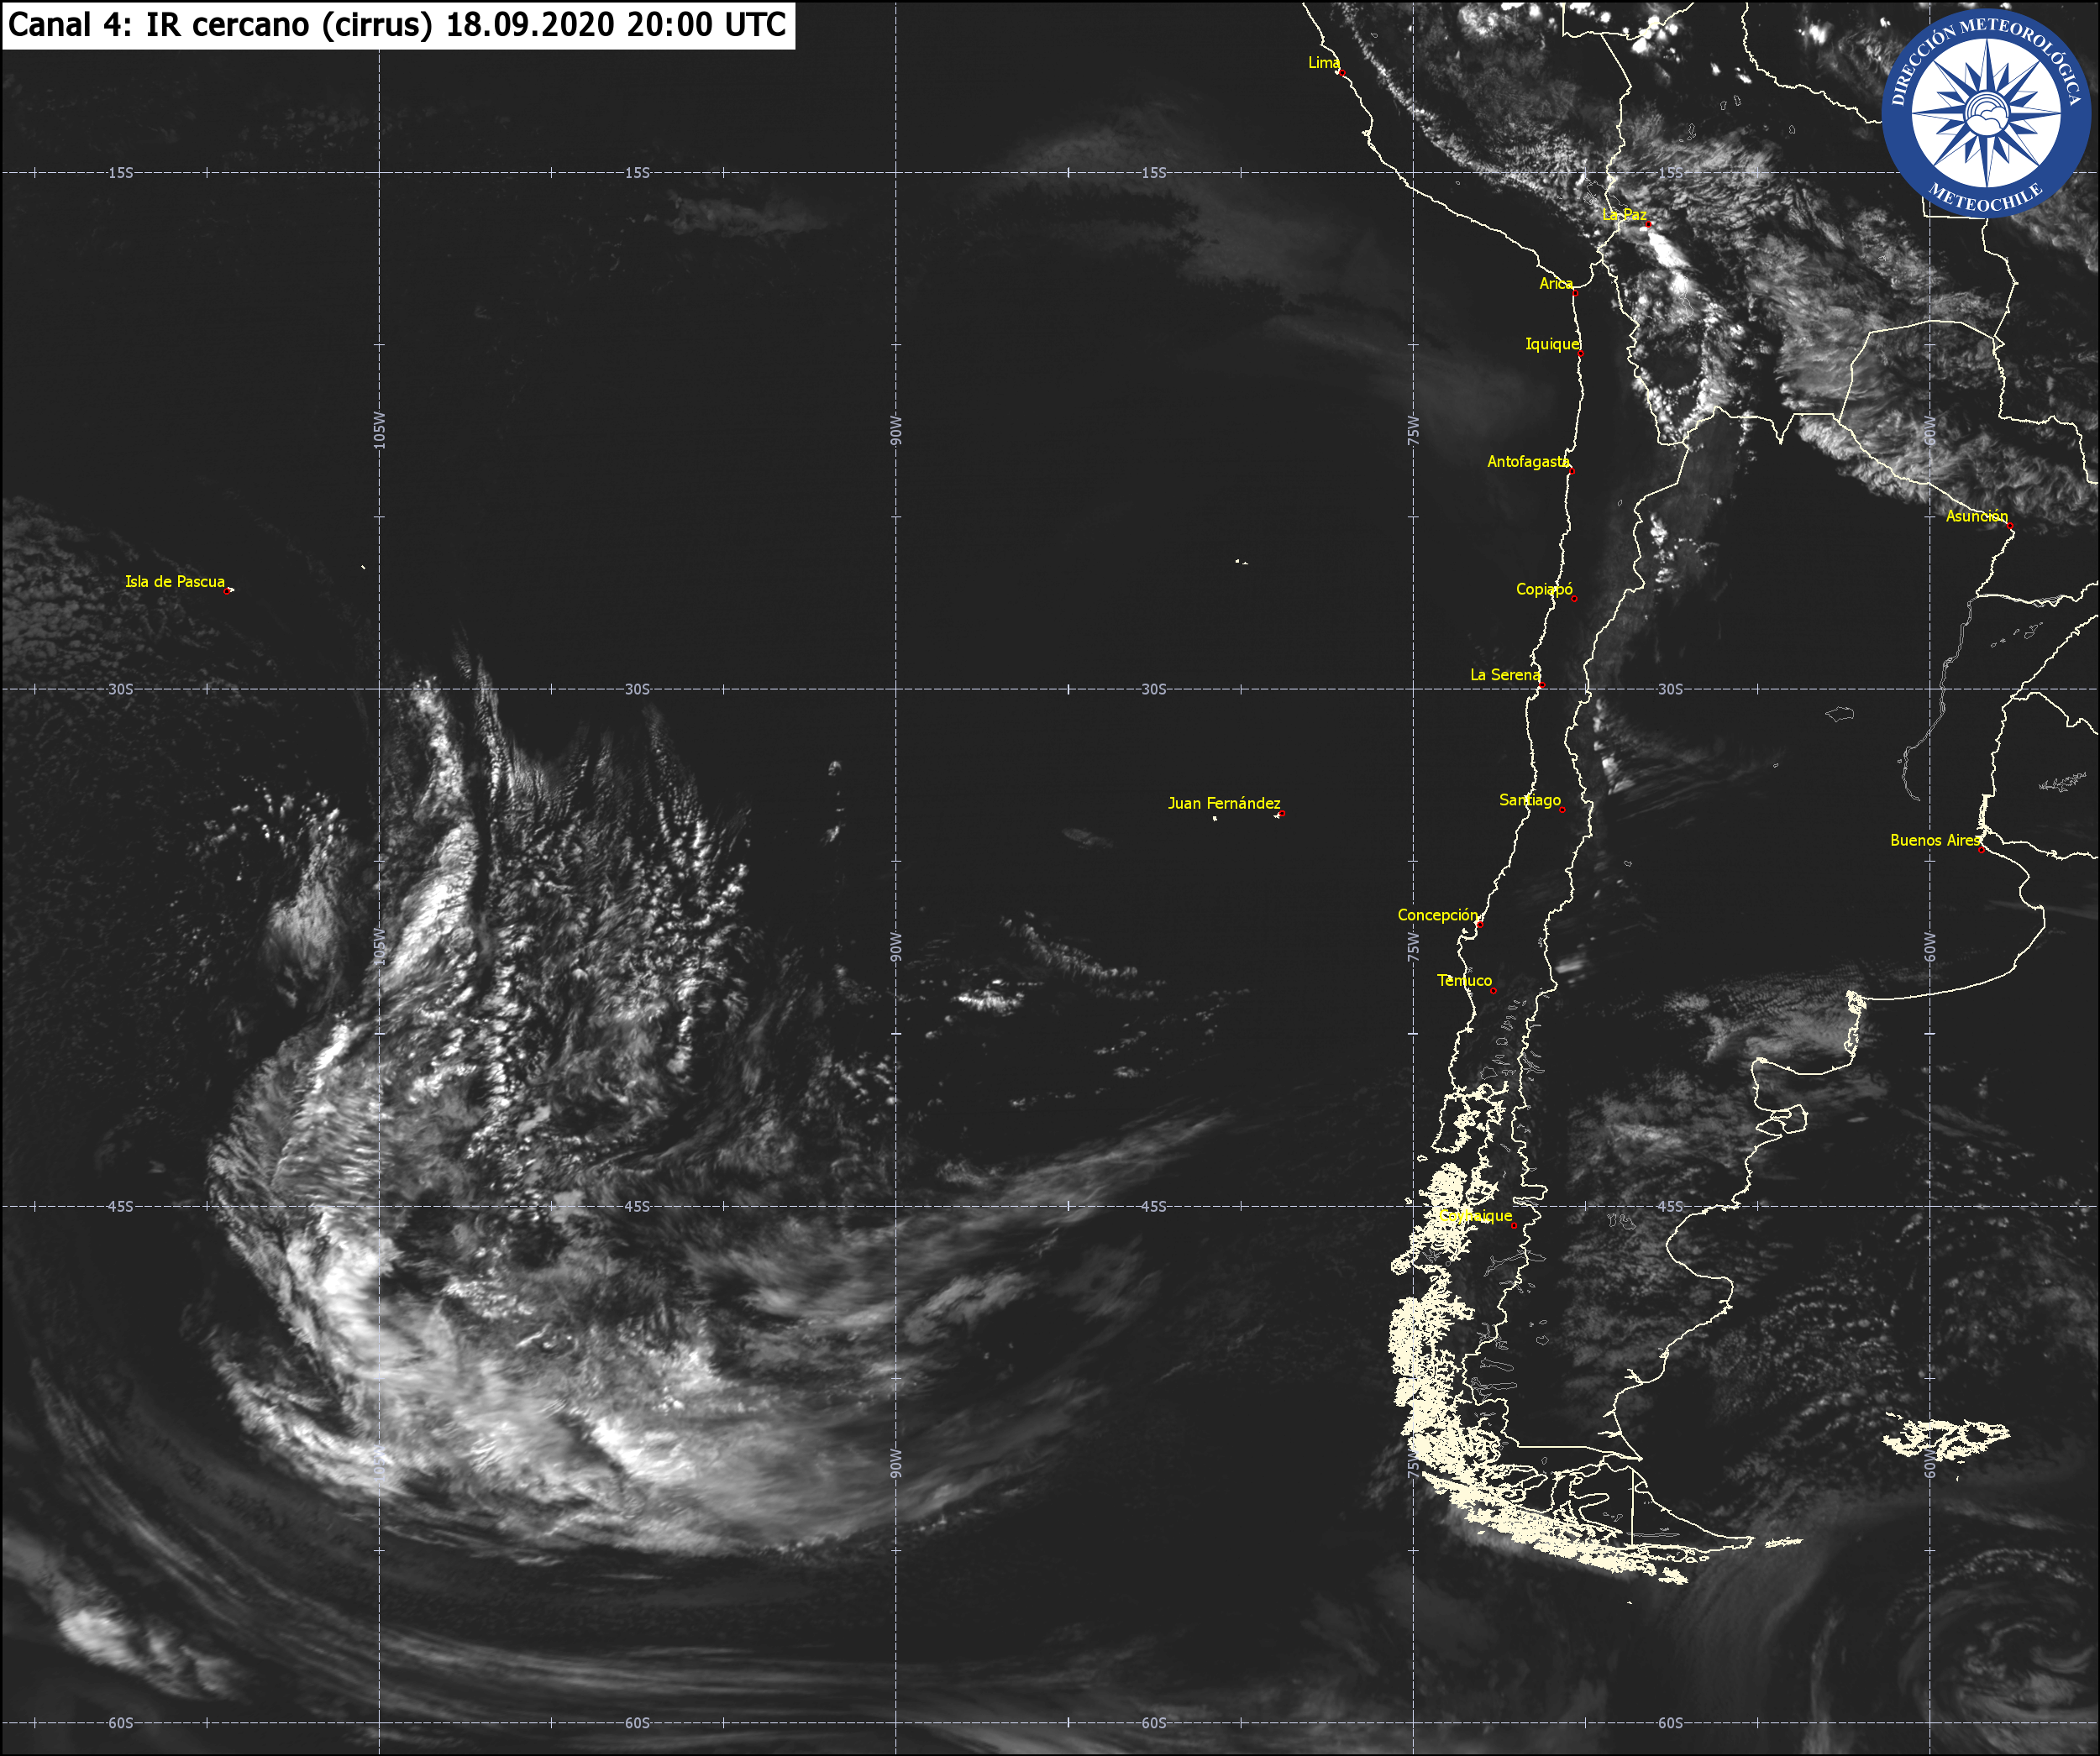 Canal 4: IR cercano (cirrus) 18.09.2020 20:00 UTC
DIRECCIÓN METEOROLÓGICA
METEOCHILE
Lima
15S
15S
15S
15S
La Paz
Arica
Iquique
105W
90W
75W
60W
Antofagasta
Asunción
Isla de Pascua
Copiapó
La Serena
30S
30S
30S
30S
Juan Fernández
Santiago
Buenos Aires
Concepción
105W
90W
75W
60W
Temuco
45S
45S
45S
45S
Coyhaique
105W
90W
75W
60W
60S
60S
60S
60S